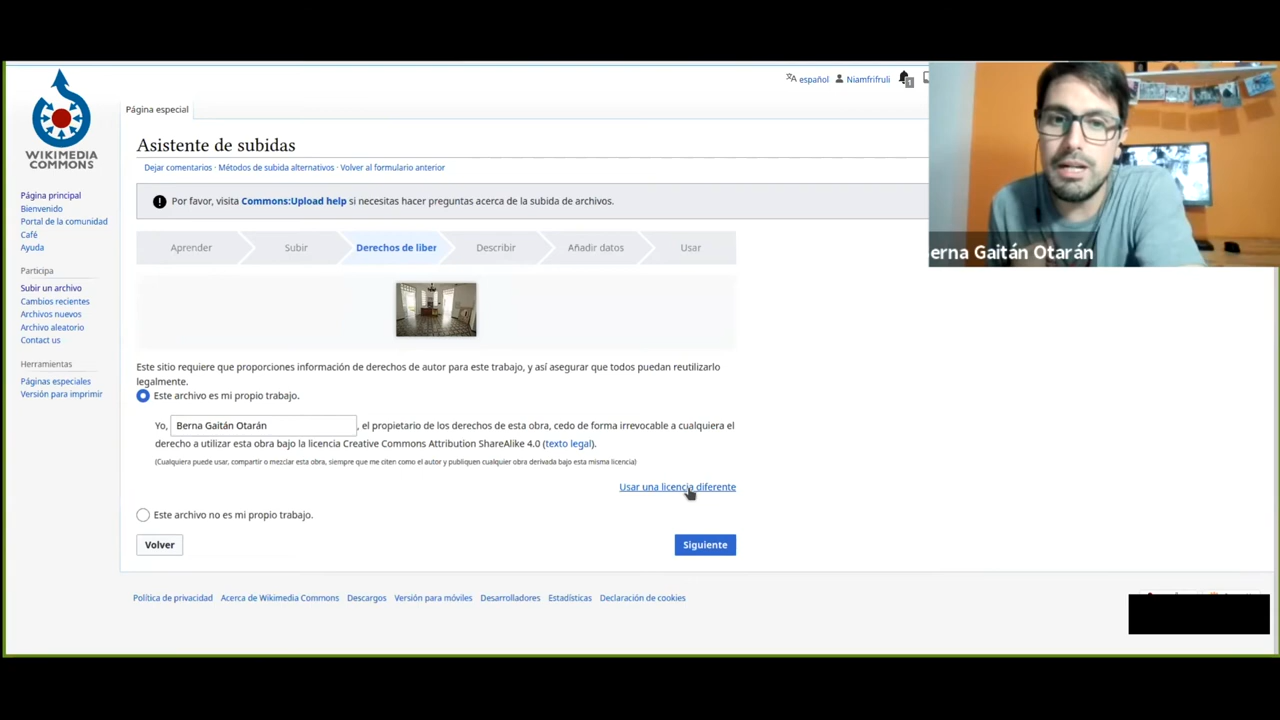 español
Niamfrifruli
1
WIKIMEDIA
COMMONS
Página especial
Asistente de subidas
Dejar comentarios · Métodos de subida alternativos · Volver al formulario anterior
Por favor, visita Commons:Upload help si necesitas hacer preguntas acerca de la subida de archivos.
Página principal
Bienvenido
Portal de la comunidad
Café
Ayuda
Participa
Subir un archivo
Cambios recientes
Archivos nuevos
Archivo aleatorio
Contact us
Herramientas
Páginas especiales
Versión para imprimir
Aprender
Subir
Derechos de liber
Describir
Añadir datos
Usar
Este sitio requiere que proporciones información de derechos de autor para este trabajo, y así asegurar que todos puedan reutilizarlo
legalmente.
Este archivo es mi propio trabajo.
Yo, Berna Gaitán Otarán , el propietario de los derechos de esta obra, cedo de forma irrevocable a cualquiera el
derecho a utilizar esta obra bajo la licencia Creative Commons Attribution ShareAlike 4.0 (texto legal).
(Cualquiera puede usar, compartir o mezclar esta obra, siempre que me citen como el autor y publiquen cualquier obra derivada bajo esta misma licencia)
Usar una licencia diferente
Este archivo no es mi propio trabajo.
Volver
Siguiente
Política de privacidad
Acerca de Wikimedia Commons
Descargos
Versión para móviles
Desarrolladores
Estadísticas
Declaración de cookies
erna Gaitán Otarán